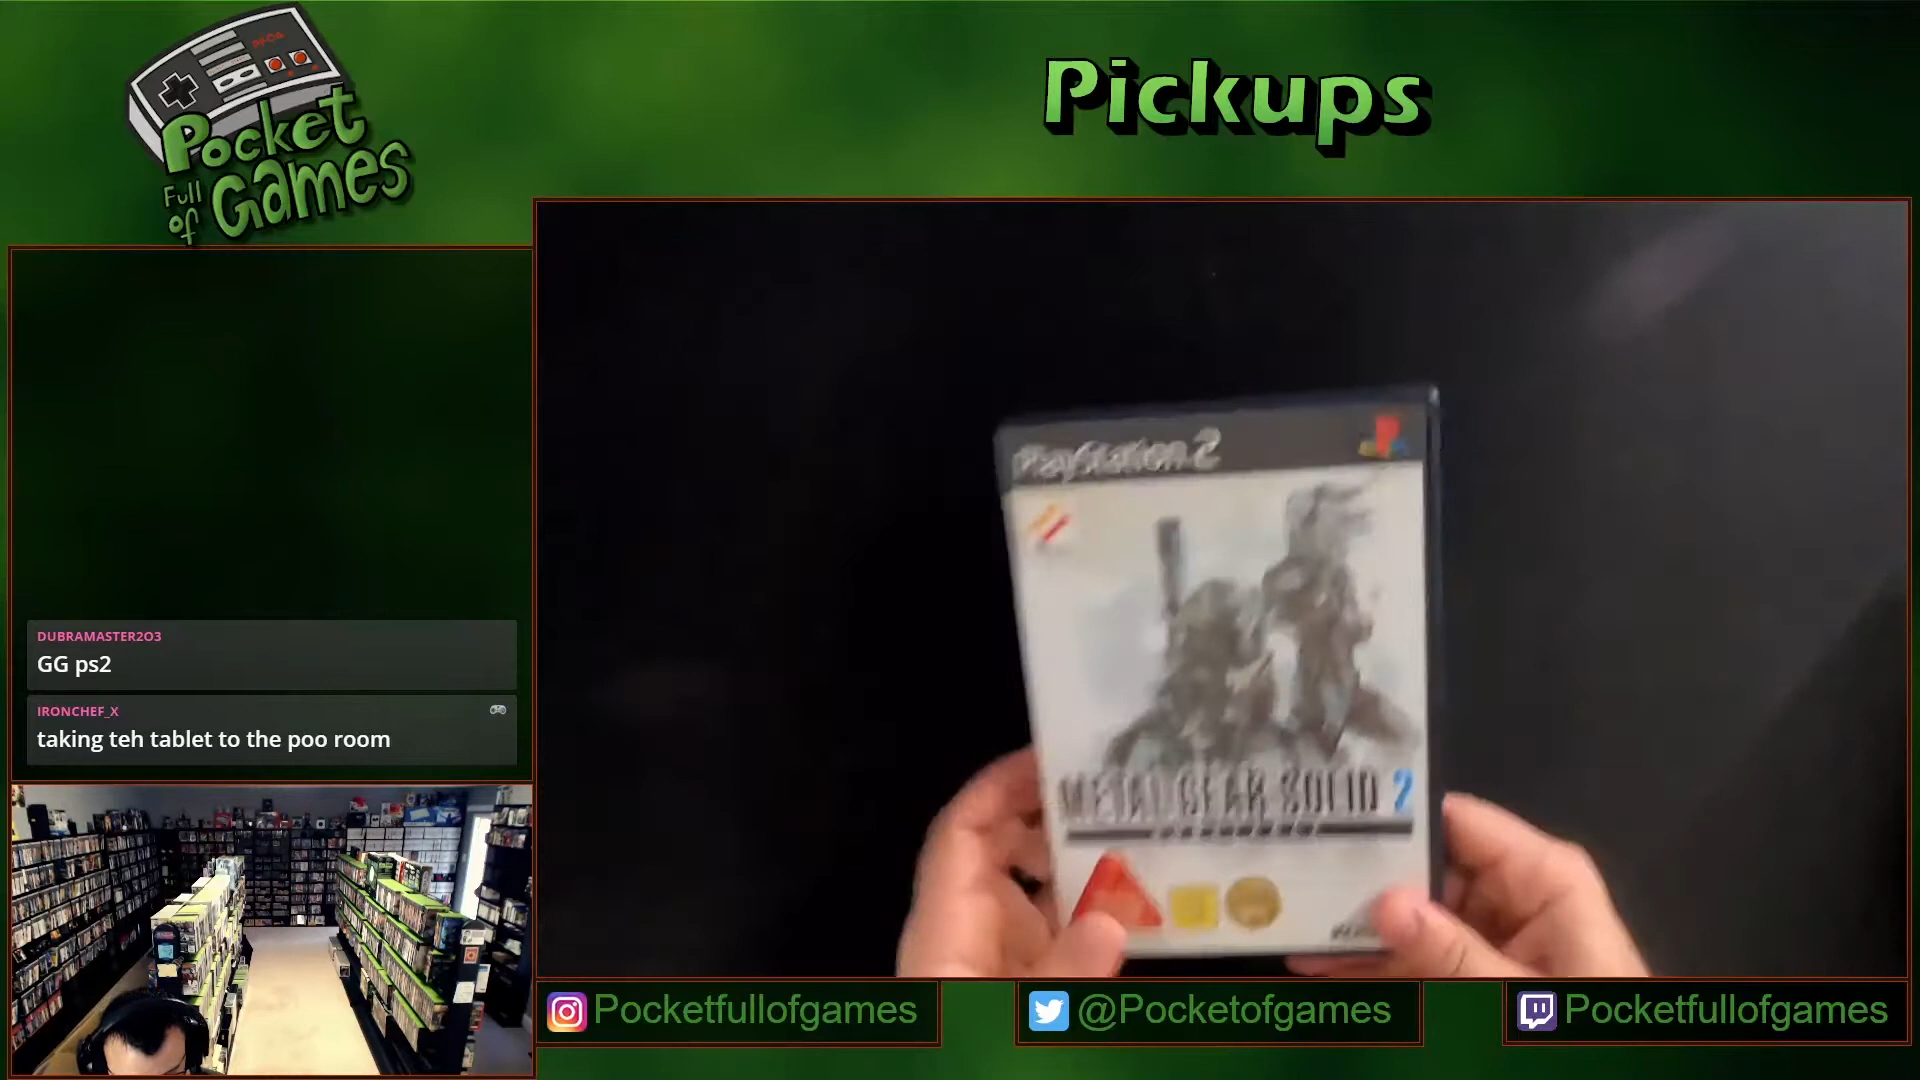 Pocket
Full
of
Games
Pickups
PlayStation 2
METAL GEAR SOLID 2
DUBRAMASTER2O3
GG ps2
IRONCHEF_X
taking teh tablet to the poo room
Pocketfullofgames
@Pocketofgames
Pocketfullofgames